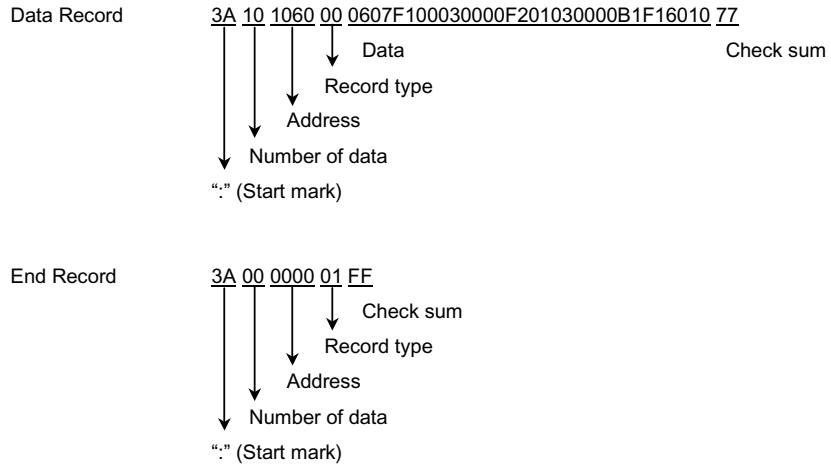 Data Record 3A 10 1060 00 0607F100030000F201030000B1F16010 77
Data Check sum
Record type
Address
Number of data
“:” (Start mark)
End Record 3A 00 0000 01 FF
Check sum
Record type
Address
Number of data
“:” (Start mark)